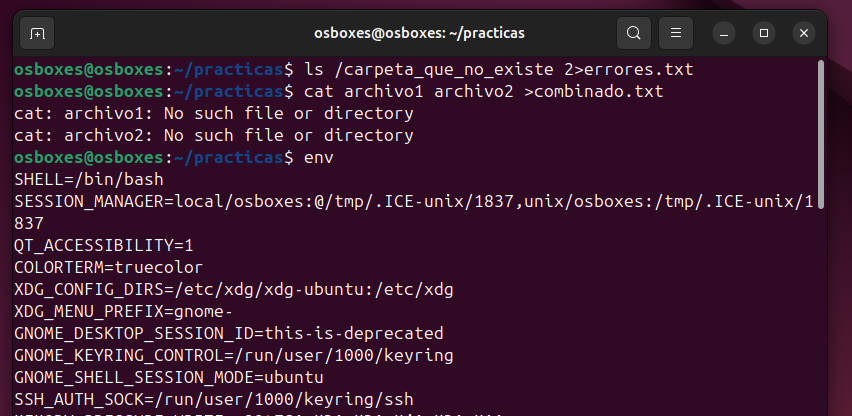 osboxes@osboxes: ~/practicas
osboxes@osboxes:~/practicas$ ls /carpeta_que_no_existe 2>errores.txt
osboxes@osboxes:~/practicas$ cat archivo1 archivo2 >combinado.txt
cat: archivo1: No such file or directory
cat: archivo2: No such file or directory
osboxes@osboxes:~/practicas$ env
SHELL=/bin/bash
SESSION_MANAGER=local/osboxes:@/tmp/.ICE-unix/1837,unix/osboxes:/tmp/.ICE-unix/1
837
QT_ACCESSIBILITY=1
COLORTERM=truecolor
XDG_CONFIG_DIRS=/etc/xdg/xdg-ubuntu:/etc/xdg
XDG_MENU_PREFIX=gnome-
GNOME_DESKTOP_SESSION_ID=this-is-deprecated
GNOME_KEYRING_CONTROL=/run/user/1000/keyring
GNOME_SHELL_SESSION_MODE=ubuntu
SSH_AUTH_SOCK=/run/user/1000/keyring/ssh